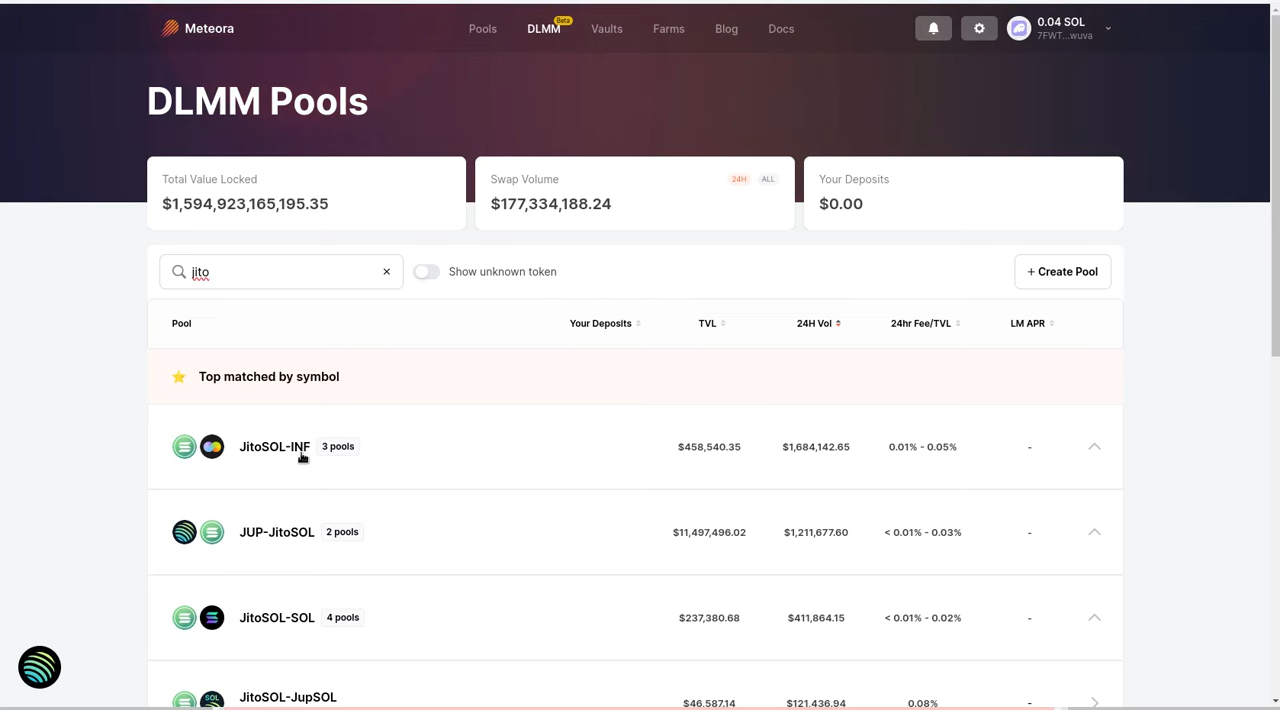 Meteora
Pools
DLMM
Beta
Vaults
Farms
Blog
Docs
0.04 SOL
7FWT...wuva
DLMM Pools
Total Value Locked
$1,594,923,165,195.35
Swap Volume
24H
ALL
$177,334,188.24
Your Deposits
$0.00
jito
Show unknown token
+ Create Pool
Pool
Your Deposits
TVL
24H Vol
24hr Fee/TVL
LM APR
Top matched by symbol
JitoSOL-INF 3 pools $458,540.35 $1,684,142.65 0.01% - 0.05% -
JUP-JitoSOL 2 pools $11,497,496.02 $1,211,677.60 < 0.01% - 0.03% -
JitoSOL-SOL 4 pools $237,380.68 $411,864.15 < 0.01% - 0.02% -
SOL
JitoSOL-JupSOL $46,587.14 $121,436.94 0.08% -